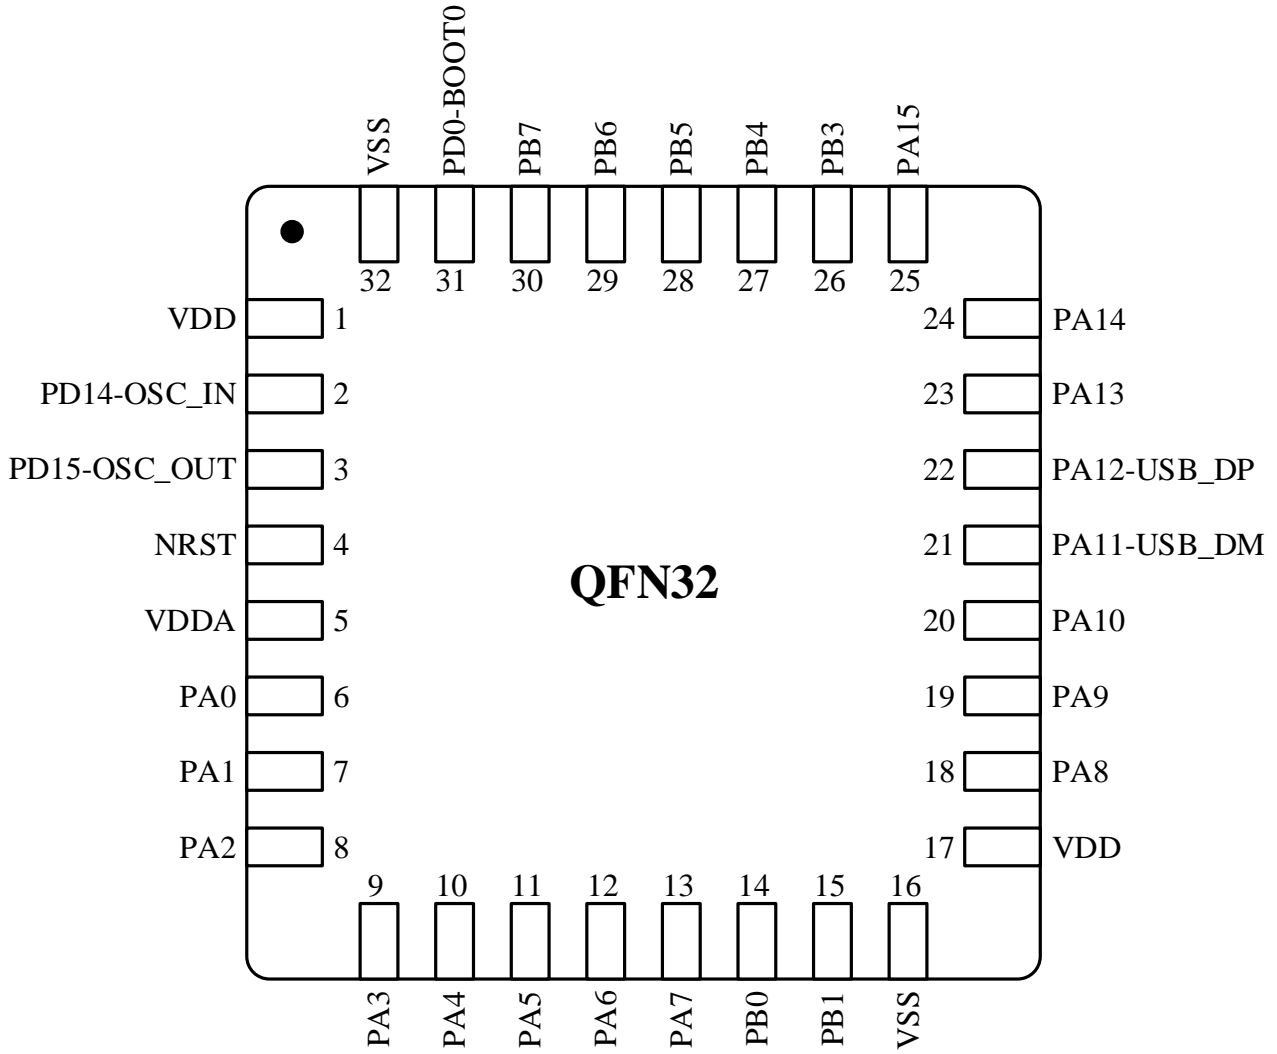 VSS
PD0-BOOT0
PB7
PB6
PB5
PB4
PB3
PA15
32 31 30 29 28 27 26 25
VDD 1 24 PA14
PD14-OSC_IN 2 23 PA13
PD15-OSC_OUT 3 22 PA12-USB_DP
NRST 4 21 PA11-USB_DM
QFN32
VDDA 5 20 PA10
PA0 6 19 PA9
PA1 7 18 PA8
PA2 8 17 VDD
9 10 11 12 13 14 15 16
PA3
PA4
PA5
PA6
PA7
PB0
PB1
VSS